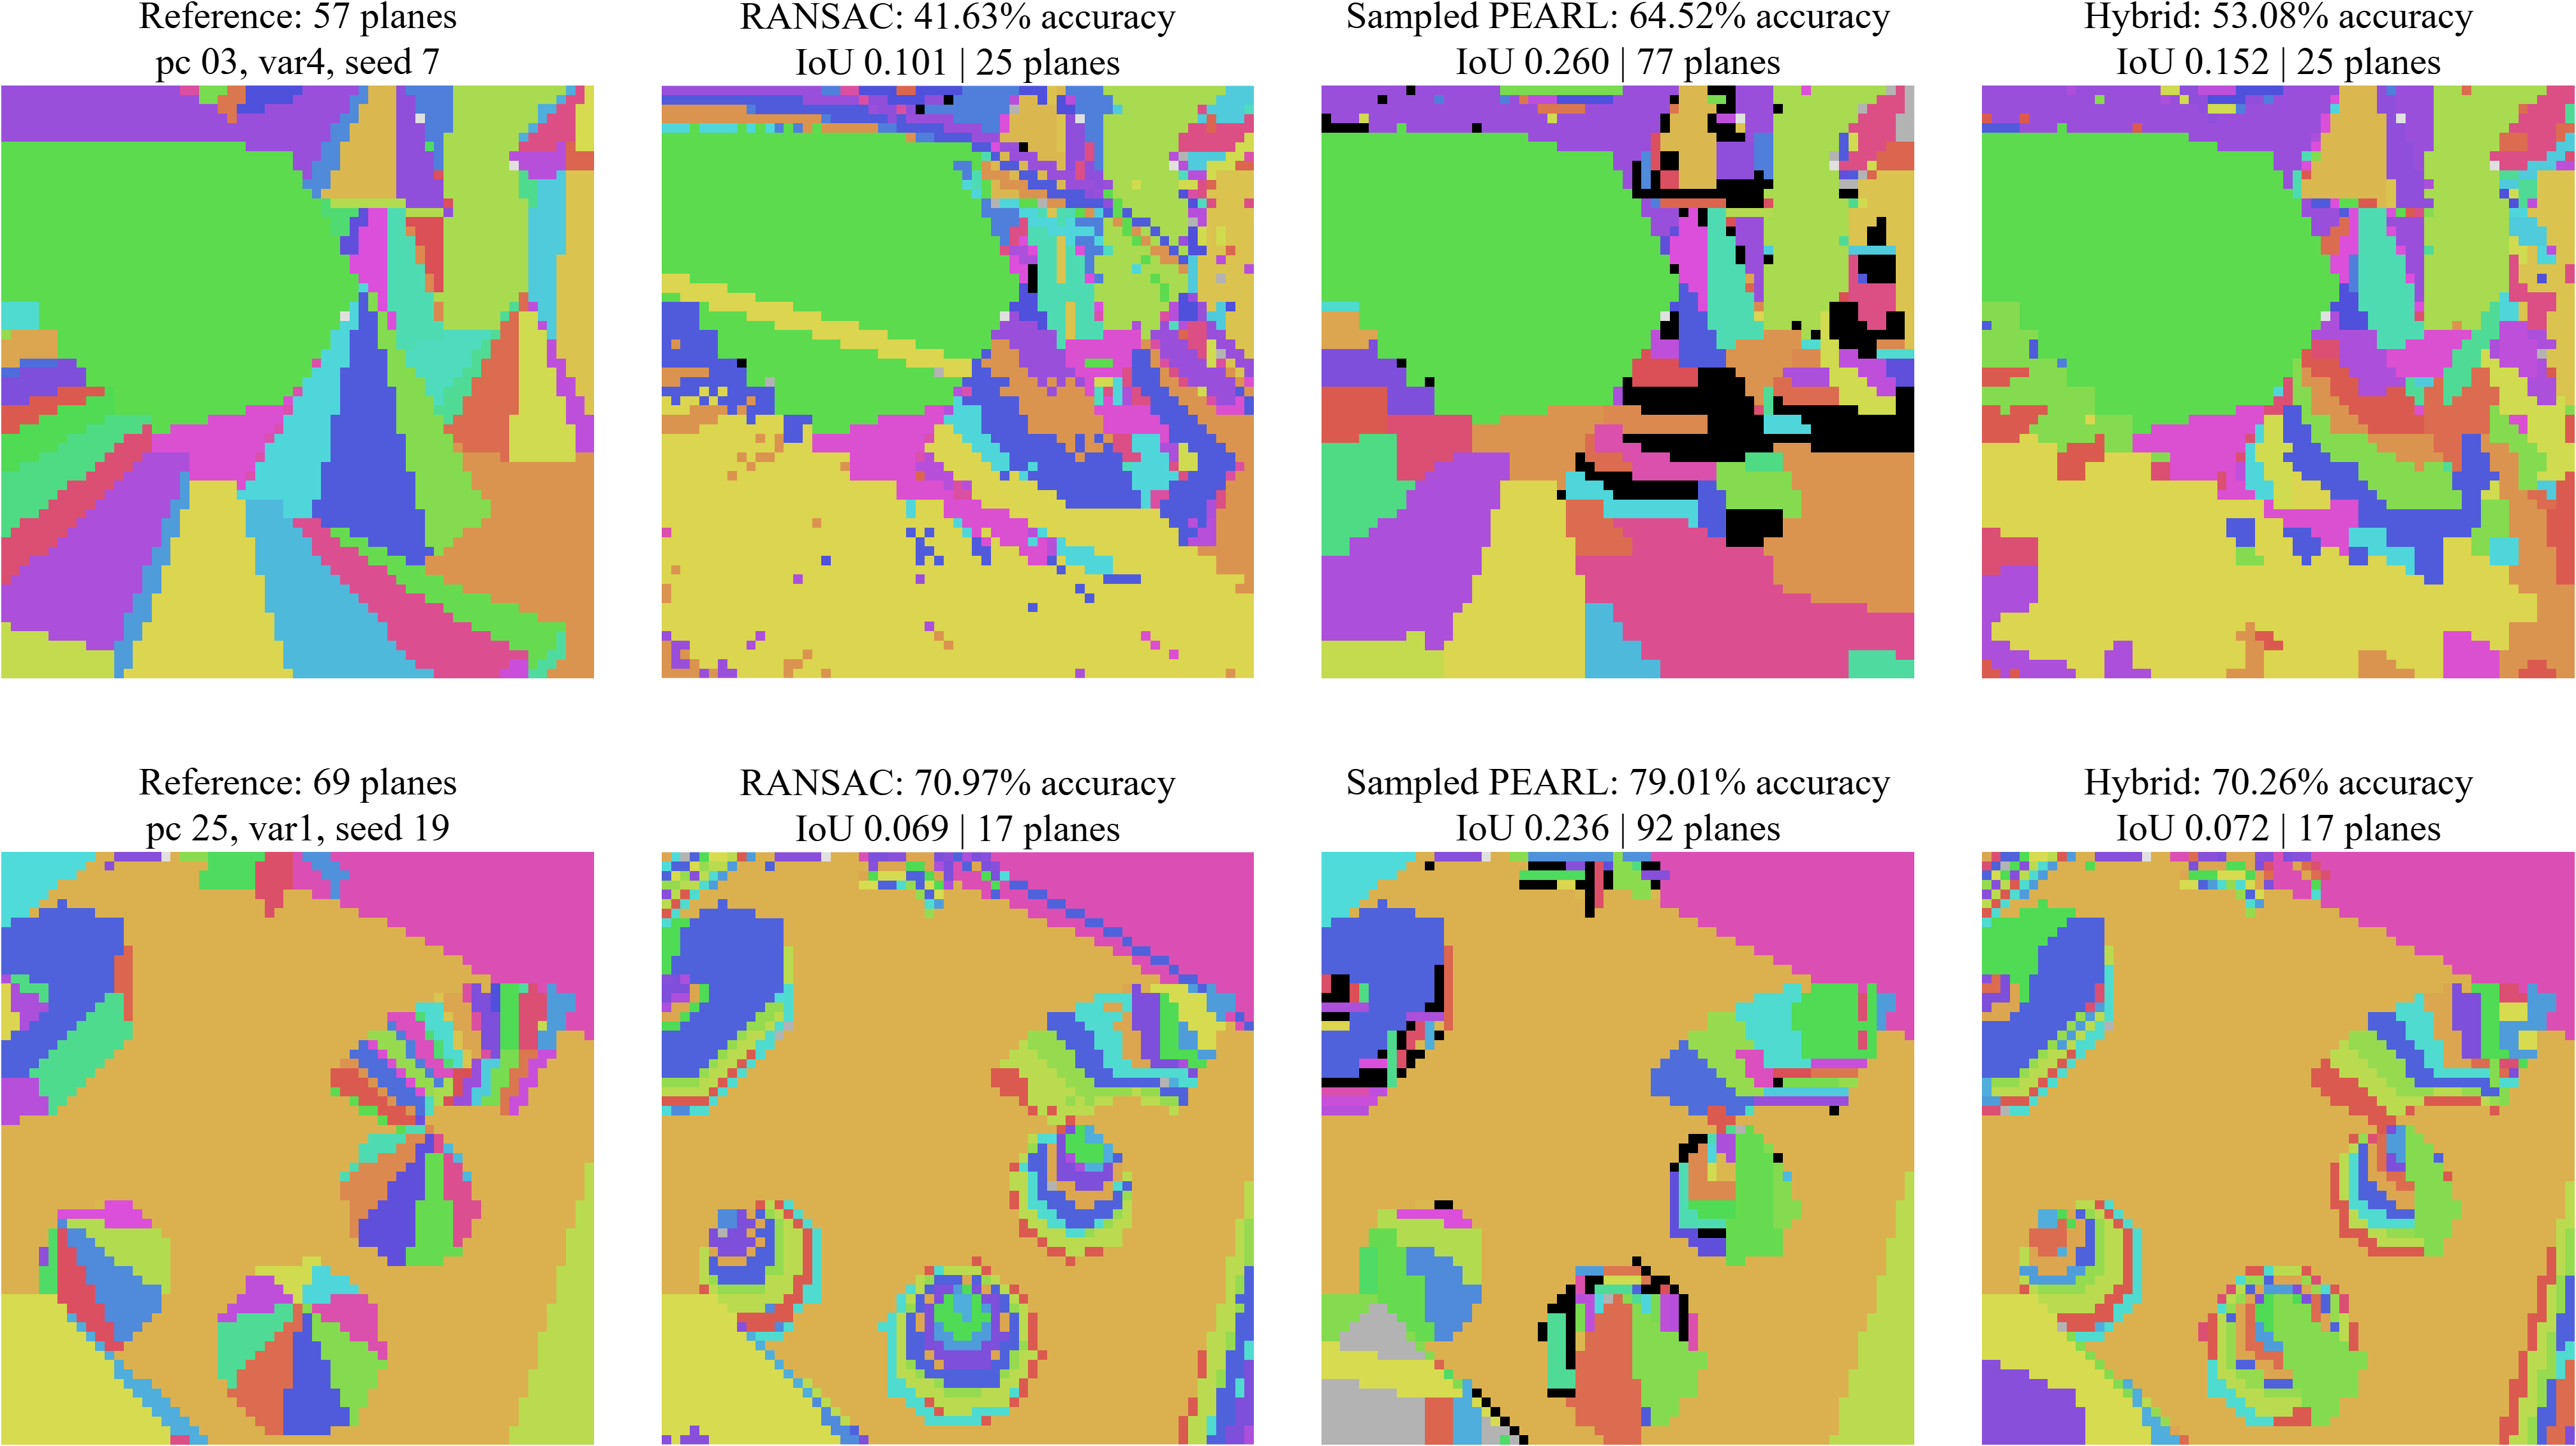 Reference: 57 planes
pc 03, var4, seed 7
RANSAC: 41.63% accuracy
IoU 0.101 | 25 planes
Sampled PEARL: 64.52% accuracy
IoU 0.260 | 77 planes
Hybrid: 53.08% accuracy
IoU 0.152 | 25 planes
Reference: 69 planes
pc 25, var1, seed 19
RANSAC: 70.97% accuracy
IoU 0.069 | 17 planes
Sampled PEARL: 79.01% accuracy
IoU 0.236 | 92 planes
Hybrid: 70.26% accuracy
IoU 0.072 | 17 planes